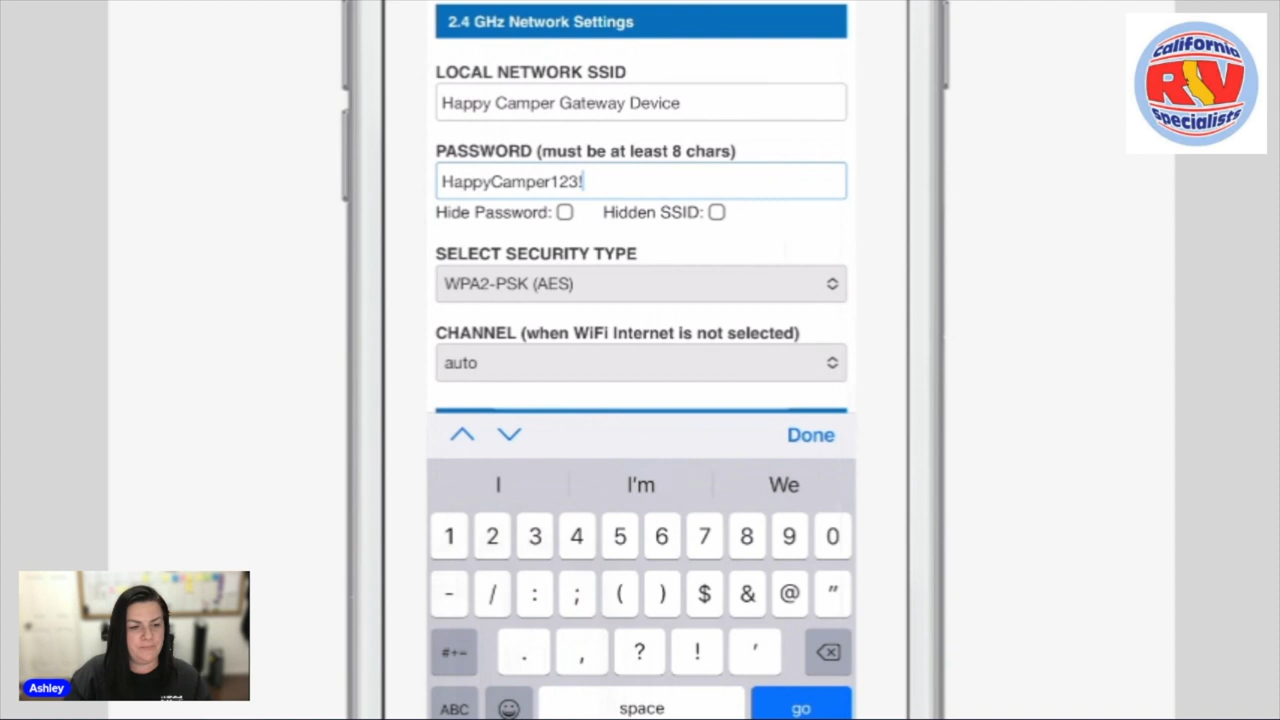 2.4 GHz Network Settings
California
RV
Specialists
LOCAL NETWORK SSID
Happy Camper Gateway Device
PASSWORD (must be at least 8 chars)
HappyCamper123!
Hide Password: Hidden SSID:
SELECT SECURITY TYPE
WPA2-PSK (AES)
CHANNEL (when WiFi Internet is not selected)
auto
Done
I I'm We
1 2 3 4 5 6 7 8 9 0
- / : ; ( ) $ & @ "
#+= . , ? ! '
ABC space go
Ashley